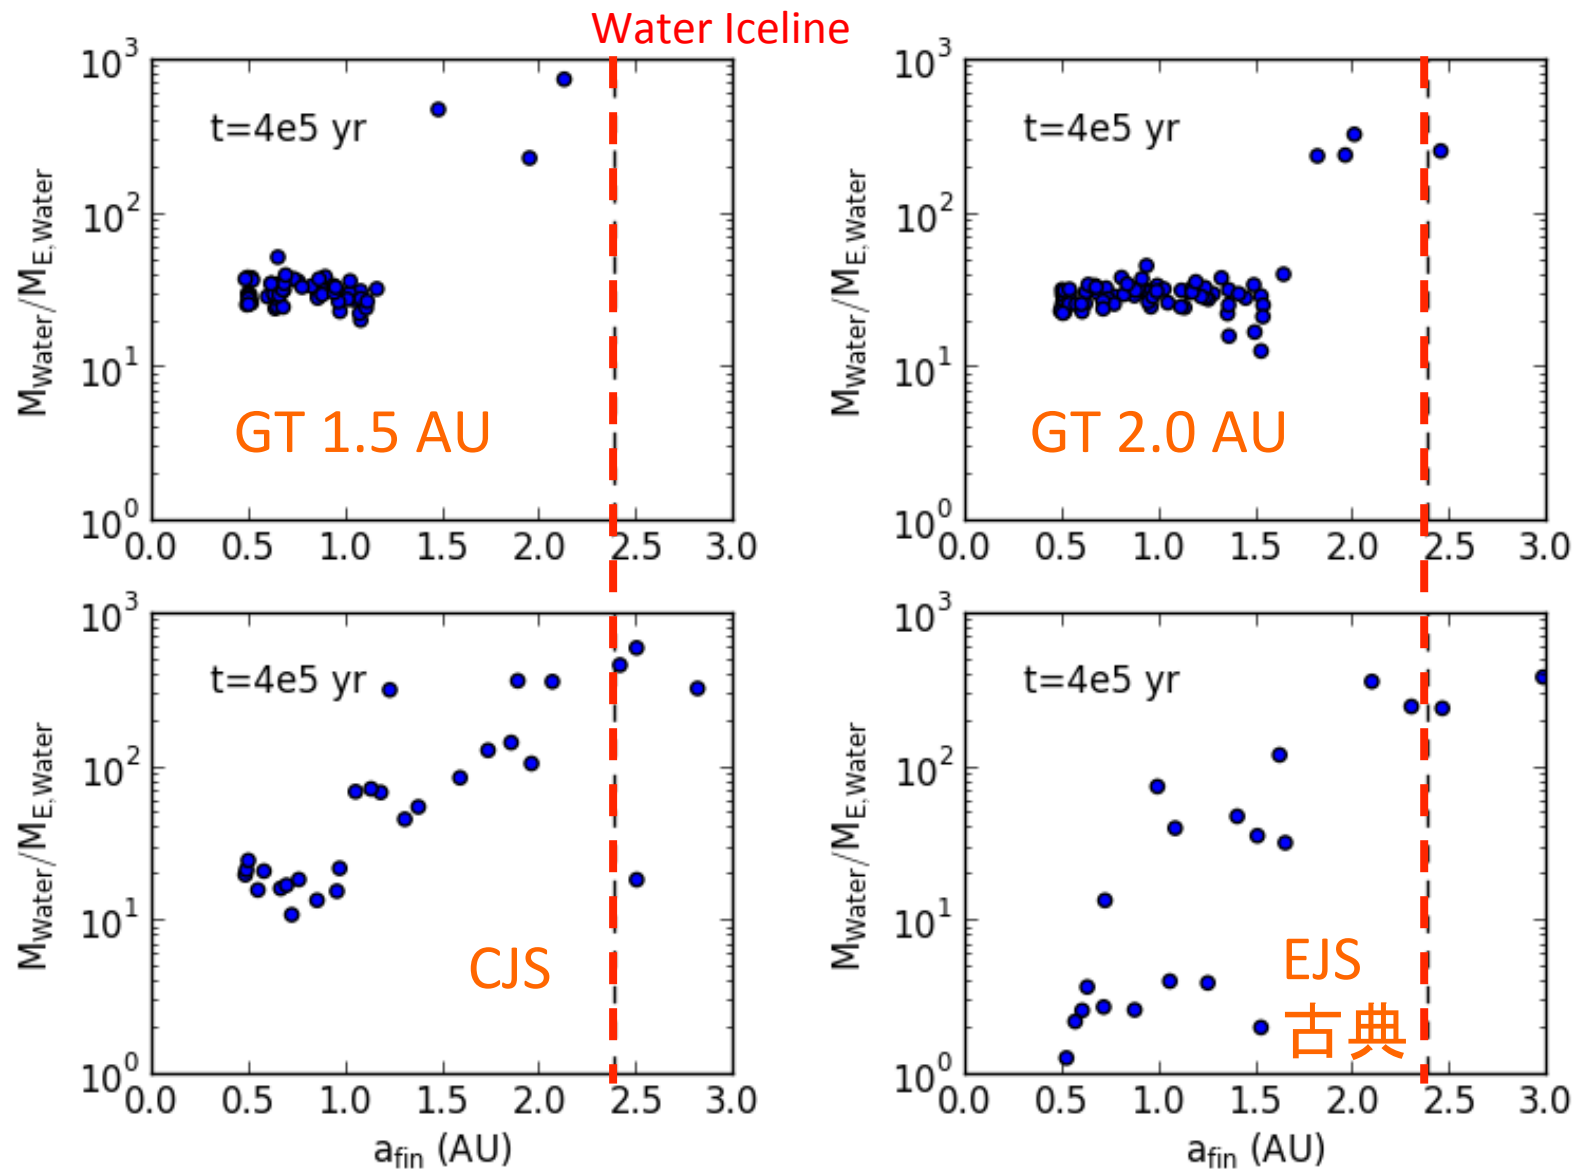 Water Iceline
10³
10²
10¹
10⁰
M_Water/M_E,Water
t=4e5 yr
GT 1.5 AU
0.0 0.5 1.0 1.5 2.0 2.5 3.0
10³
10²
10¹
10⁰
M_Water/M_E,Water
t=4e5 yr
GT 2.0 AU
0.0 0.5 1.0 1.5 2.0 2.5 3.0
10³
10²
10¹
10⁰
M_Water/M_E,Water
t=4e5 yr
CJS
0.0 0.5 1.0 1.5 2.0 2.5 3.0
a_fin (AU)
10³
10²
10¹
10⁰
M_Water/M_E,Water
t=4e5 yr
EJS
古典
0.0 0.5 1.0 1.5 2.0 2.5 3.0
a_fin (AU)